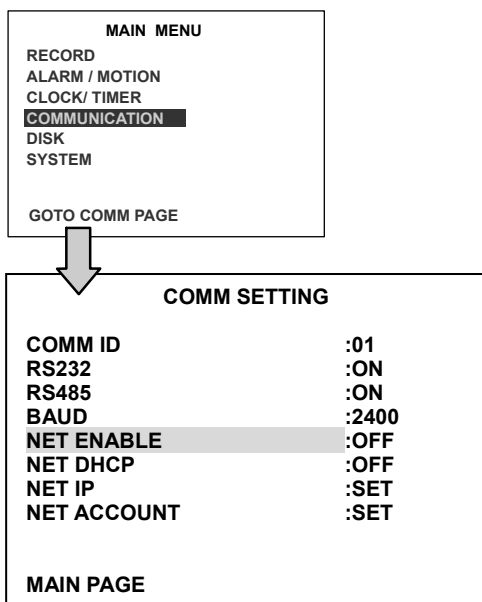 MAIN MENU
RECORD
ALARM / MOTION
CLOCK/ TIMER
COMMUNICATION
DISK
SYSTEM
GOTO COMM PAGE
COMM SETTING
COMM ID :01
RS232 :ON
RS485 :ON
BAUD :2400
NET ENABLE :OFF
NET DHCP :OFF
NET IP :SET
NET ACCOUNT :SET
MAIN PAGE